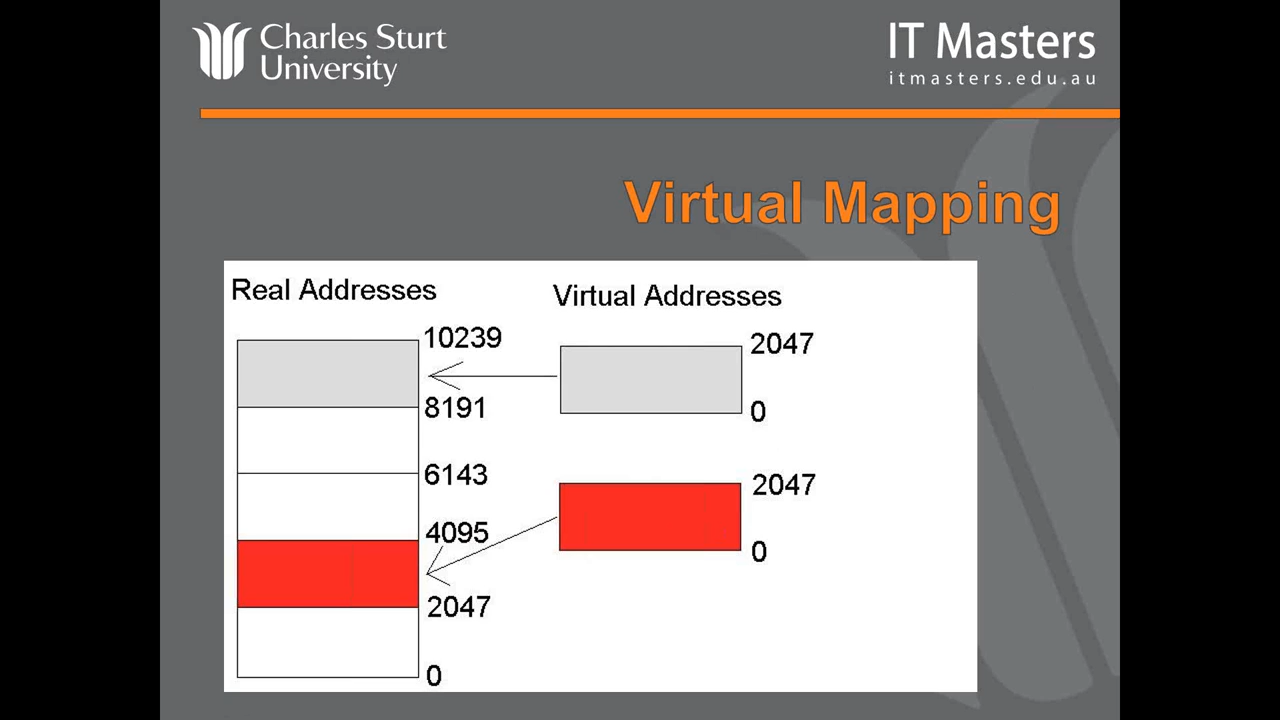 Charles Sturt
University
IT Masters
itmasters.edu.au
Virtual Mapping
Real Addresses
10239
8191
6143
4095
2047
0
Virtual Addresses
2047
0
2047
0